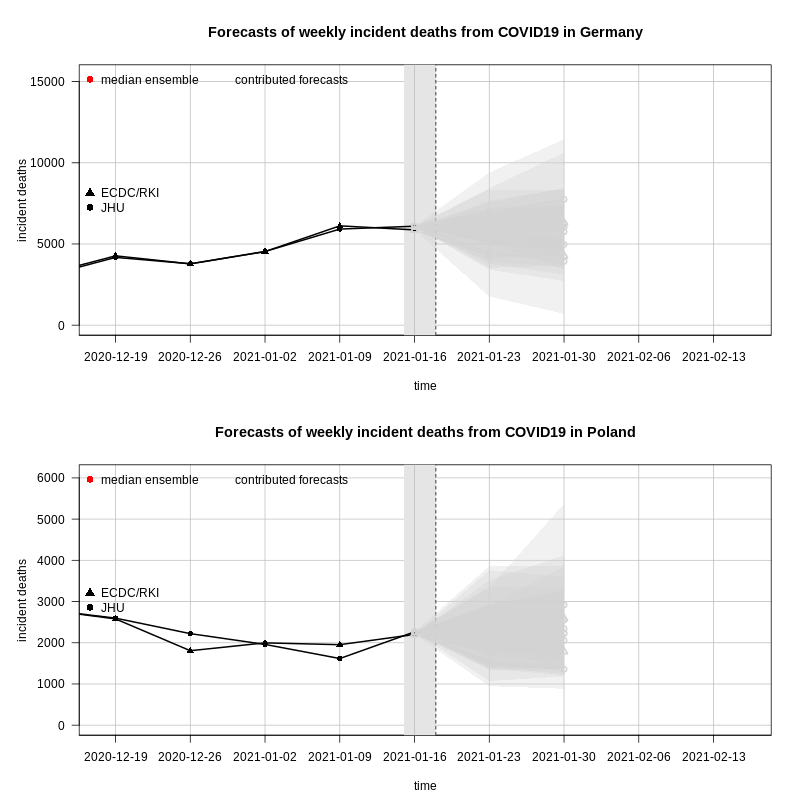 Forecasts of weekly incident deaths from COVID19 in Germany
median ensemble contributed forecasts
ECDC/RKI
JHU
incident deaths
15000
10000
5000
0
2020-12-19 2020-12-26 2021-01-02 2021-01-09 2021-01-16 2021-01-23 2021-01-30 2021-02-06 2021-02-13
time
Forecasts of weekly incident deaths from COVID19 in Poland
median ensemble contributed forecasts
ECDC/RKI
JHU
incident deaths
6000
5000
4000
3000
2000
1000
0
2020-12-19 2020-12-26 2021-01-02 2021-01-09 2021-01-16 2021-01-23 2021-01-30 2021-02-06 2021-02-13
time